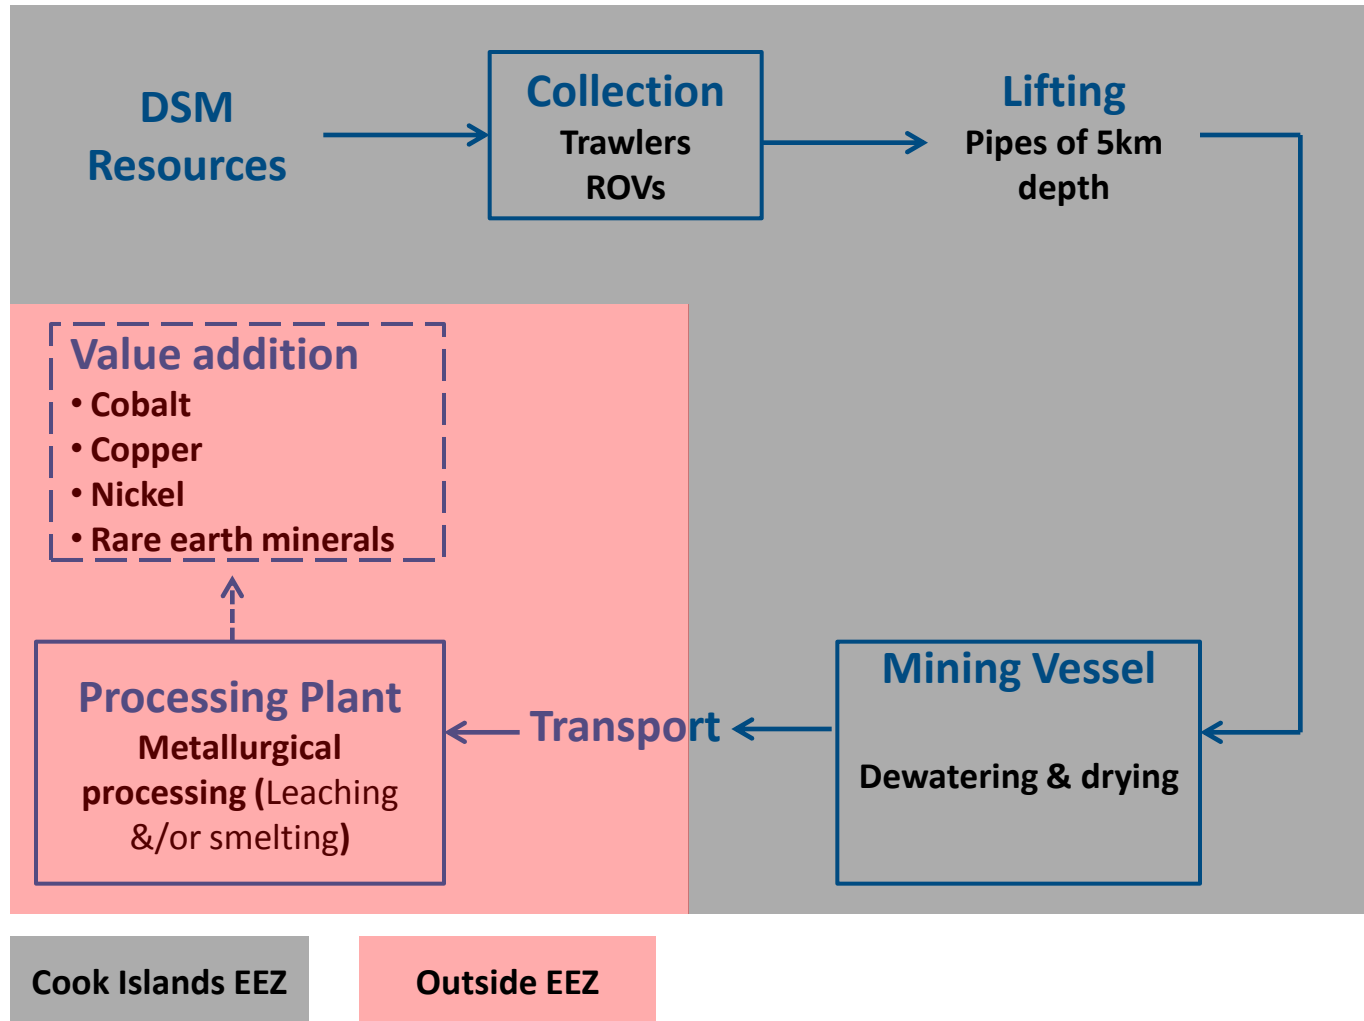 DSM
Resources
Collection
Trawlers
ROVs
Lifting
Pipes of 5km
depth
Value addition
• Cobalt
• Copper
• Nickel
• Rare earth minerals
Processing Plant
Metallurgical
processing (Leaching
&/or smelting)
Transport
Mining Vessel
Dewatering & drying
Cook Islands EEZ
Outside EEZ